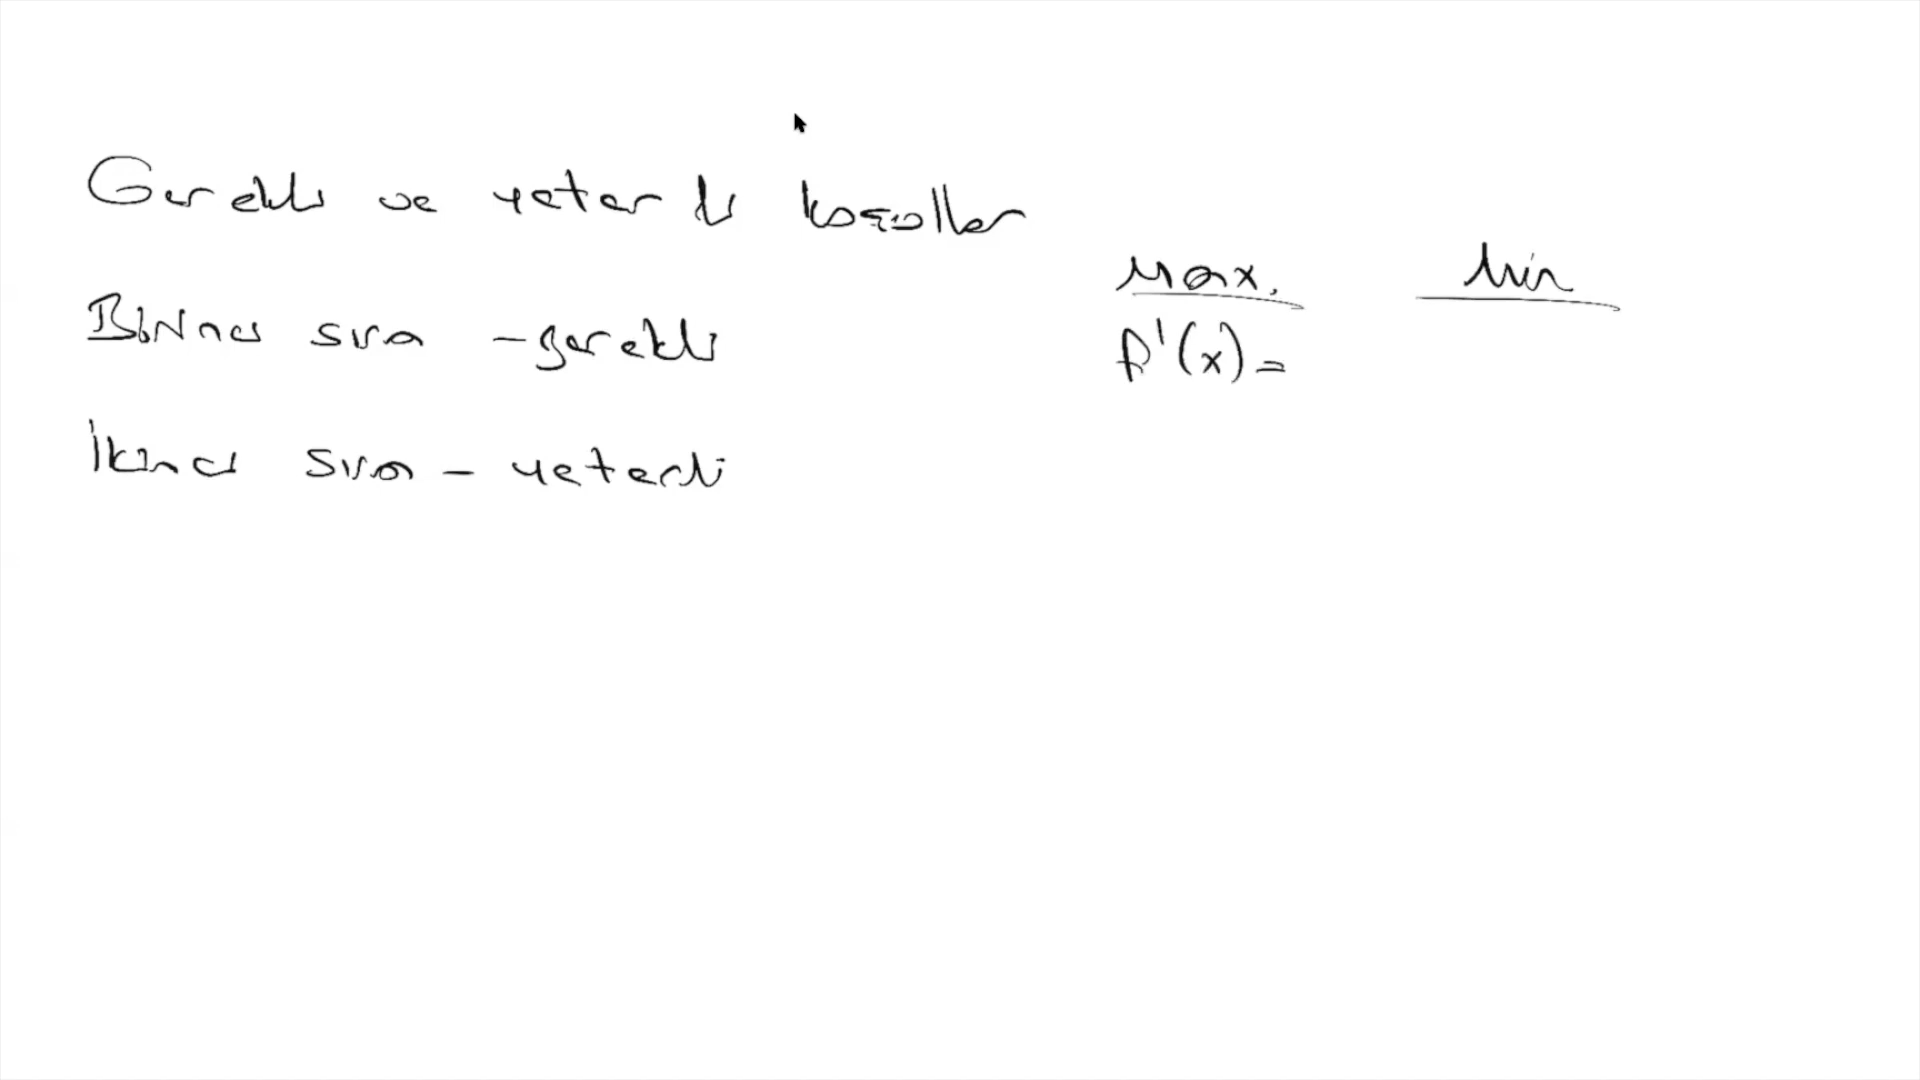 Gerekli ve yeterli koşullar
Max. Min
Birinci sıra - gerekli
f'(x) =
İkinci sıra - yeterli